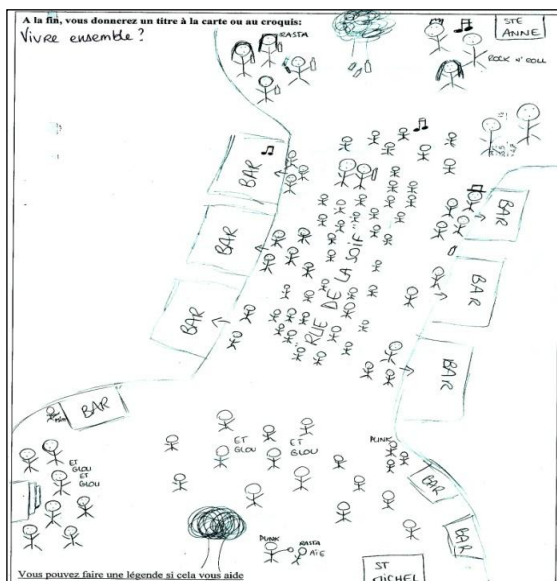 A la fin, vous donnerez un titre à la carte ou au croquis:
Vivre ensemble ?
STE
ANNE
RASTA
ROCK N' ROLL
BAR
BAR
BAR
BAR
BAR
BAR
"RUE DE LA SOIF"
BAR
ET
GLOU
ET
GLOU
ET
GLOU
ET
GLOU
PUNK
BAR
BAR
PUNK
RASTA
AÏE
ST
MICHEL
Vous pouvez faire une légende si cela vous aide